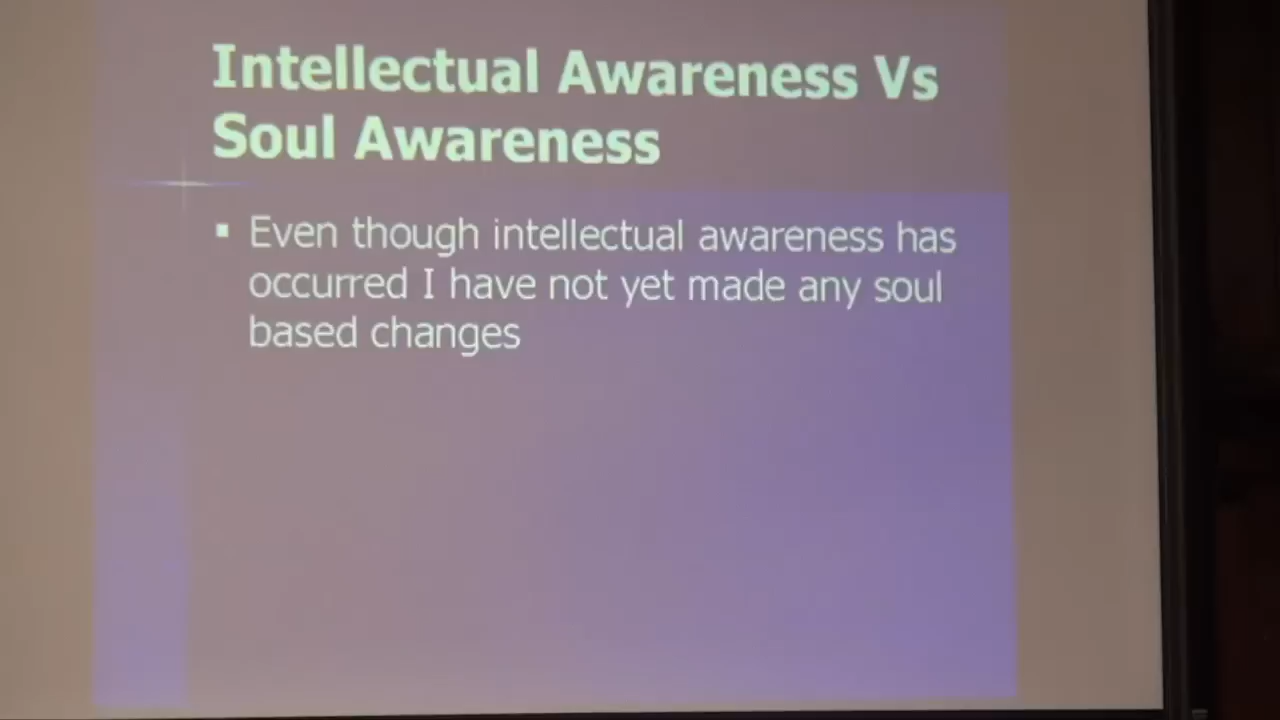 Intellectual Awareness Vs
Soul Awareness
▪ Even though intellectual awareness has
occurred I have not yet made any soul
based changes